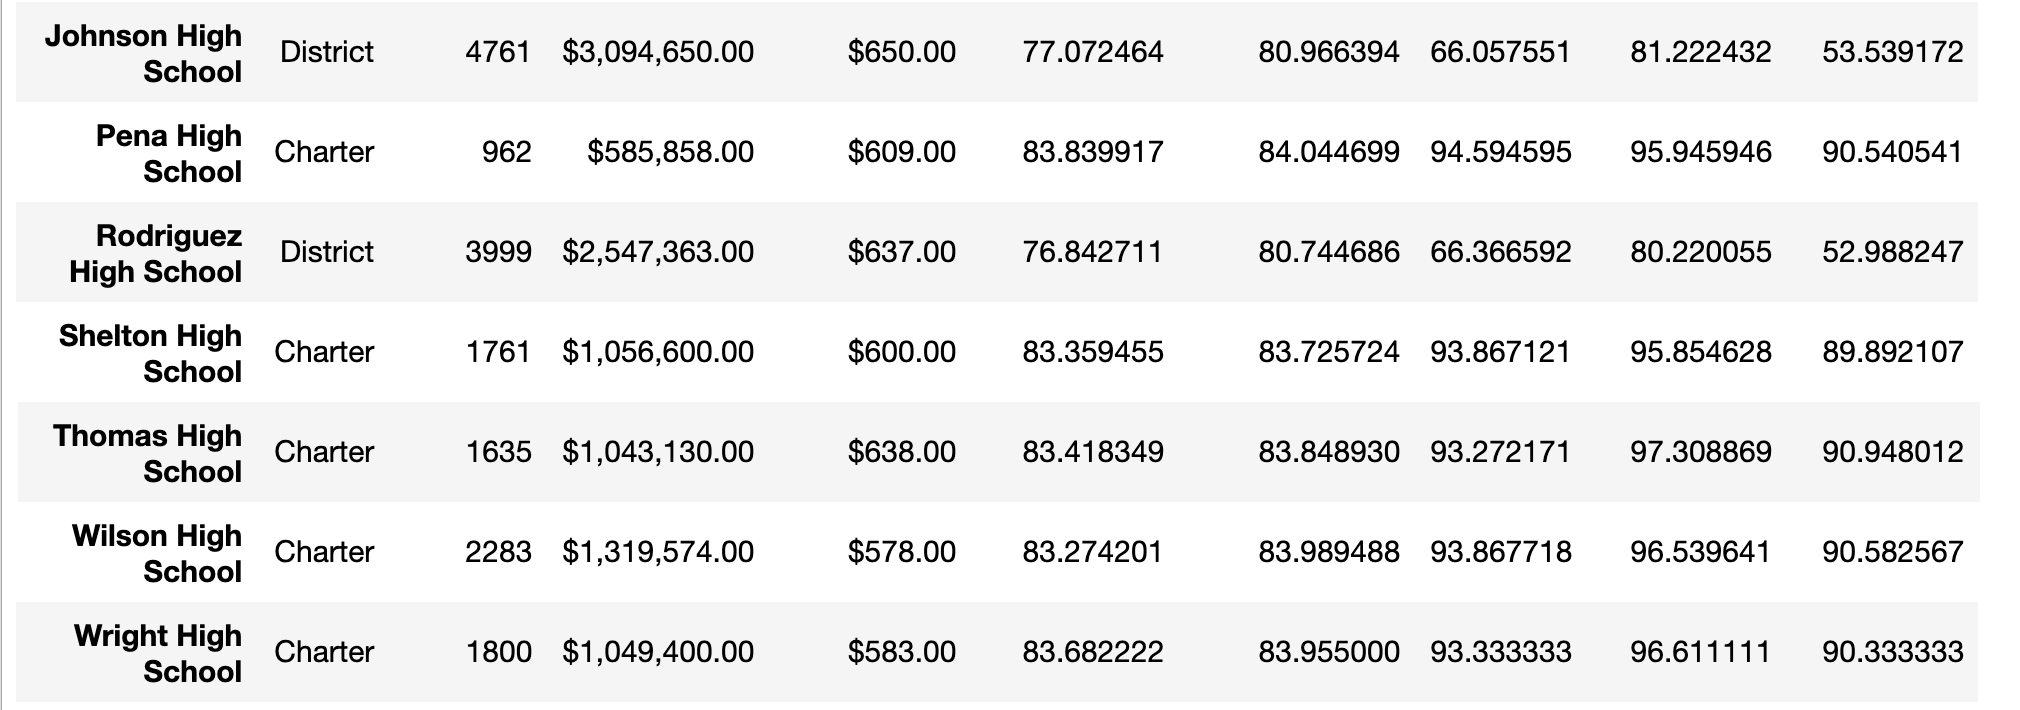 Johnson High School District 4761 $3,094,650.00 $650.00 77.072464 80.966394 66.057551 81.222432 53.539172
Pena High School Charter 962 $585,858.00 $609.00 83.839917 84.044699 94.594595 95.945946 90.540541
Rodriguez High School District 3999 $2,547,363.00 $637.00 76.842711 80.744686 66.366592 80.220055 52.988247
Shelton High School Charter 1761 $1,056,600.00 $600.00 83.359455 83.725724 93.867121 95.854628 89.892107
Thomas High School Charter 1635 $1,043,130.00 $638.00 83.418349 83.848930 93.272171 97.308869 90.948012
Wilson High School Charter 2283 $1,319,574.00 $578.00 83.274201 83.989488 93.867718 96.539641 90.582567
Wright High School Charter 1800 $1,049,400.00 $583.00 83.682222 83.955000 93.333333 96.611111 90.333333